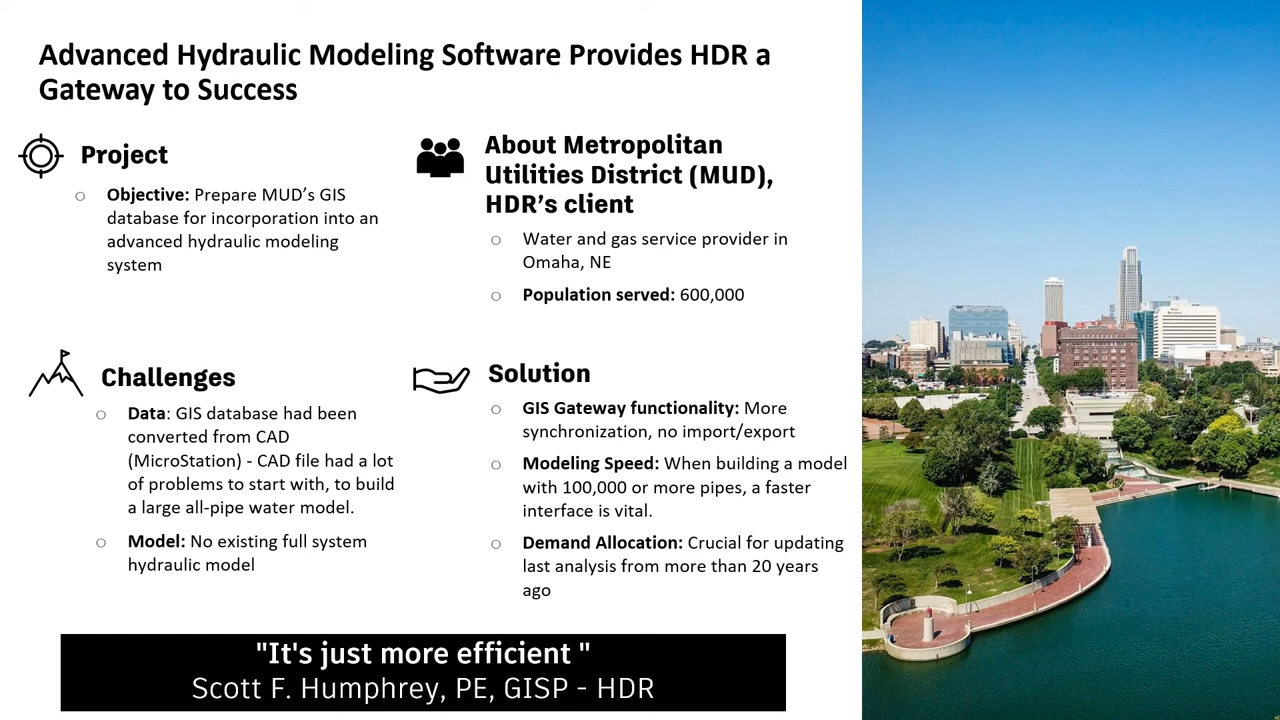 Advanced Hydraulic Modeling Software Provides HDR a
Gateway to Success
Project
○ Objective: Prepare MUD’s GIS
database for incorporation into an
advanced hydraulic modeling
system
About Metropolitan
Utilities District (MUD),
HDR’s client
○ Water and gas service provider in
Omaha, NE
○ Population served: 600,000
Challenges
○ Data: GIS database had been
converted from CAD
(MicroStation) - CAD file had a lot
of problems to start with, to build
a large all-pipe water model.
○ Model: No existing full system
hydraulic model
Solution
○ GIS Gateway functionality: More
synchronization, no import/export
○ Modeling Speed: When building a model
with 100,000 or more pipes, a faster
interface is vital.
○ Demand Allocation: Crucial for updating
last analysis from more than 20 years
ago
"It's just more efficient "
Scott F. Humphrey, PE, GISP - HDR